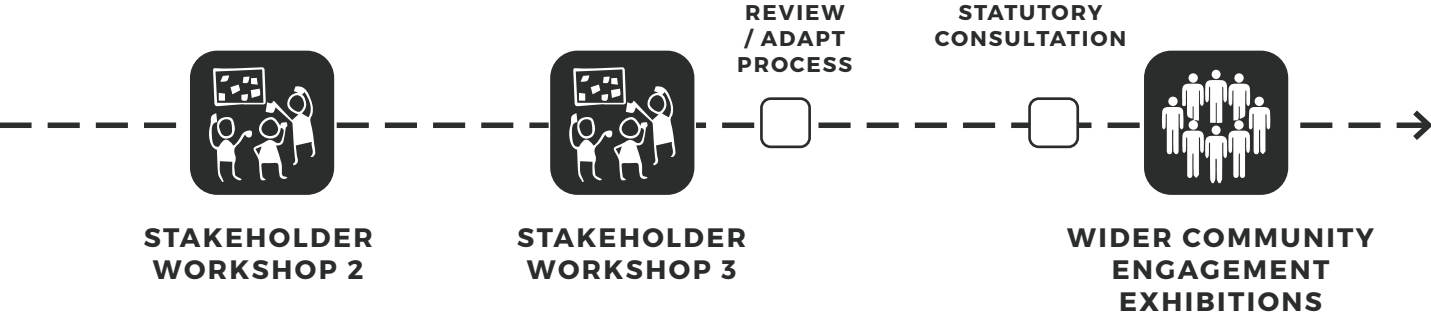 REVIEW
/ ADAPT
PROCESS
STATUTORY
CONSULTATION
STAKEHOLDER
WORKSHOP 2
STAKEHOLDER
WORKSHOP 3
WIDER COMMUNITY
ENGAGEMENT
EXHIBITIONS